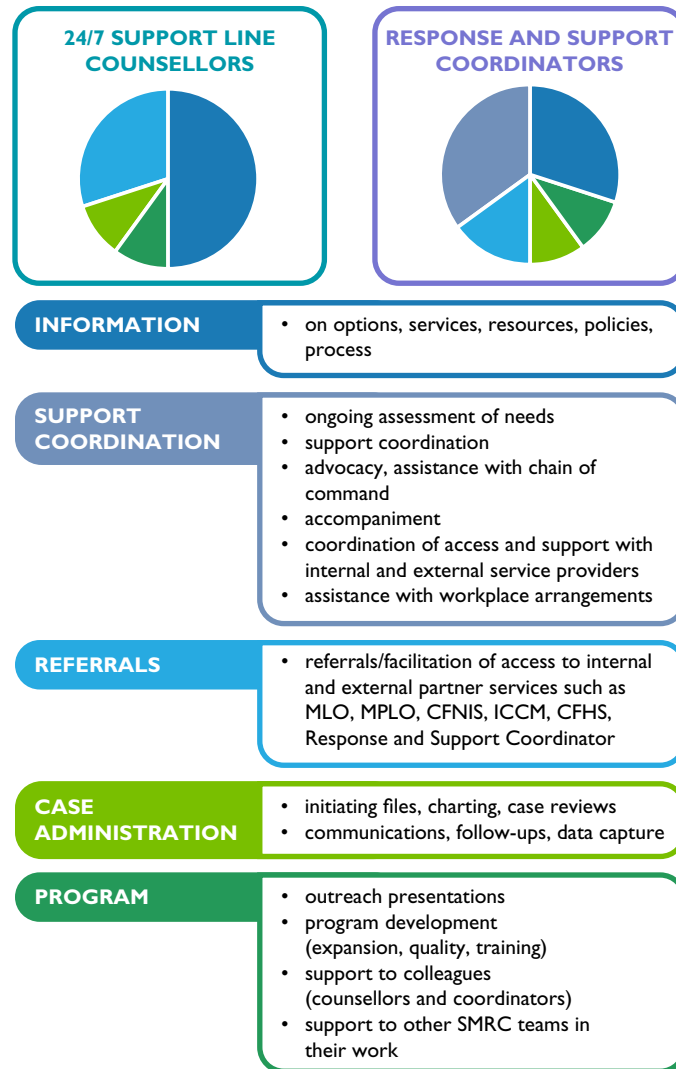 24/7 SUPPORT LINE
COUNSELLORS
RESPONSE AND SUPPORT
COORDINATORS
INFORMATION
• on options, services, resources, policies,
process
SUPPORT
COORDINATION
• ongoing assessment of needs
• support coordination
• advocacy, assistance with chain of
command
• accompaniment
• coordination of access and support with
internal and external service providers
• assistance with workplace arrangements
REFERRALS
• referrals/facilitation of access to internal
and external partner services such as
MLO, MPLO, CFNIS, ICCM, CFHS,
Response and Support Coordinator
CASE
ADMINISTRATION
• initiating files, charting, case reviews
• communications, follow-ups, data capture
PROGRAM
• outreach presentations
• program development
(expansion, quality, training)
• support to colleagues
(counsellors and coordinators)
• support to other SMRC teams in
their work